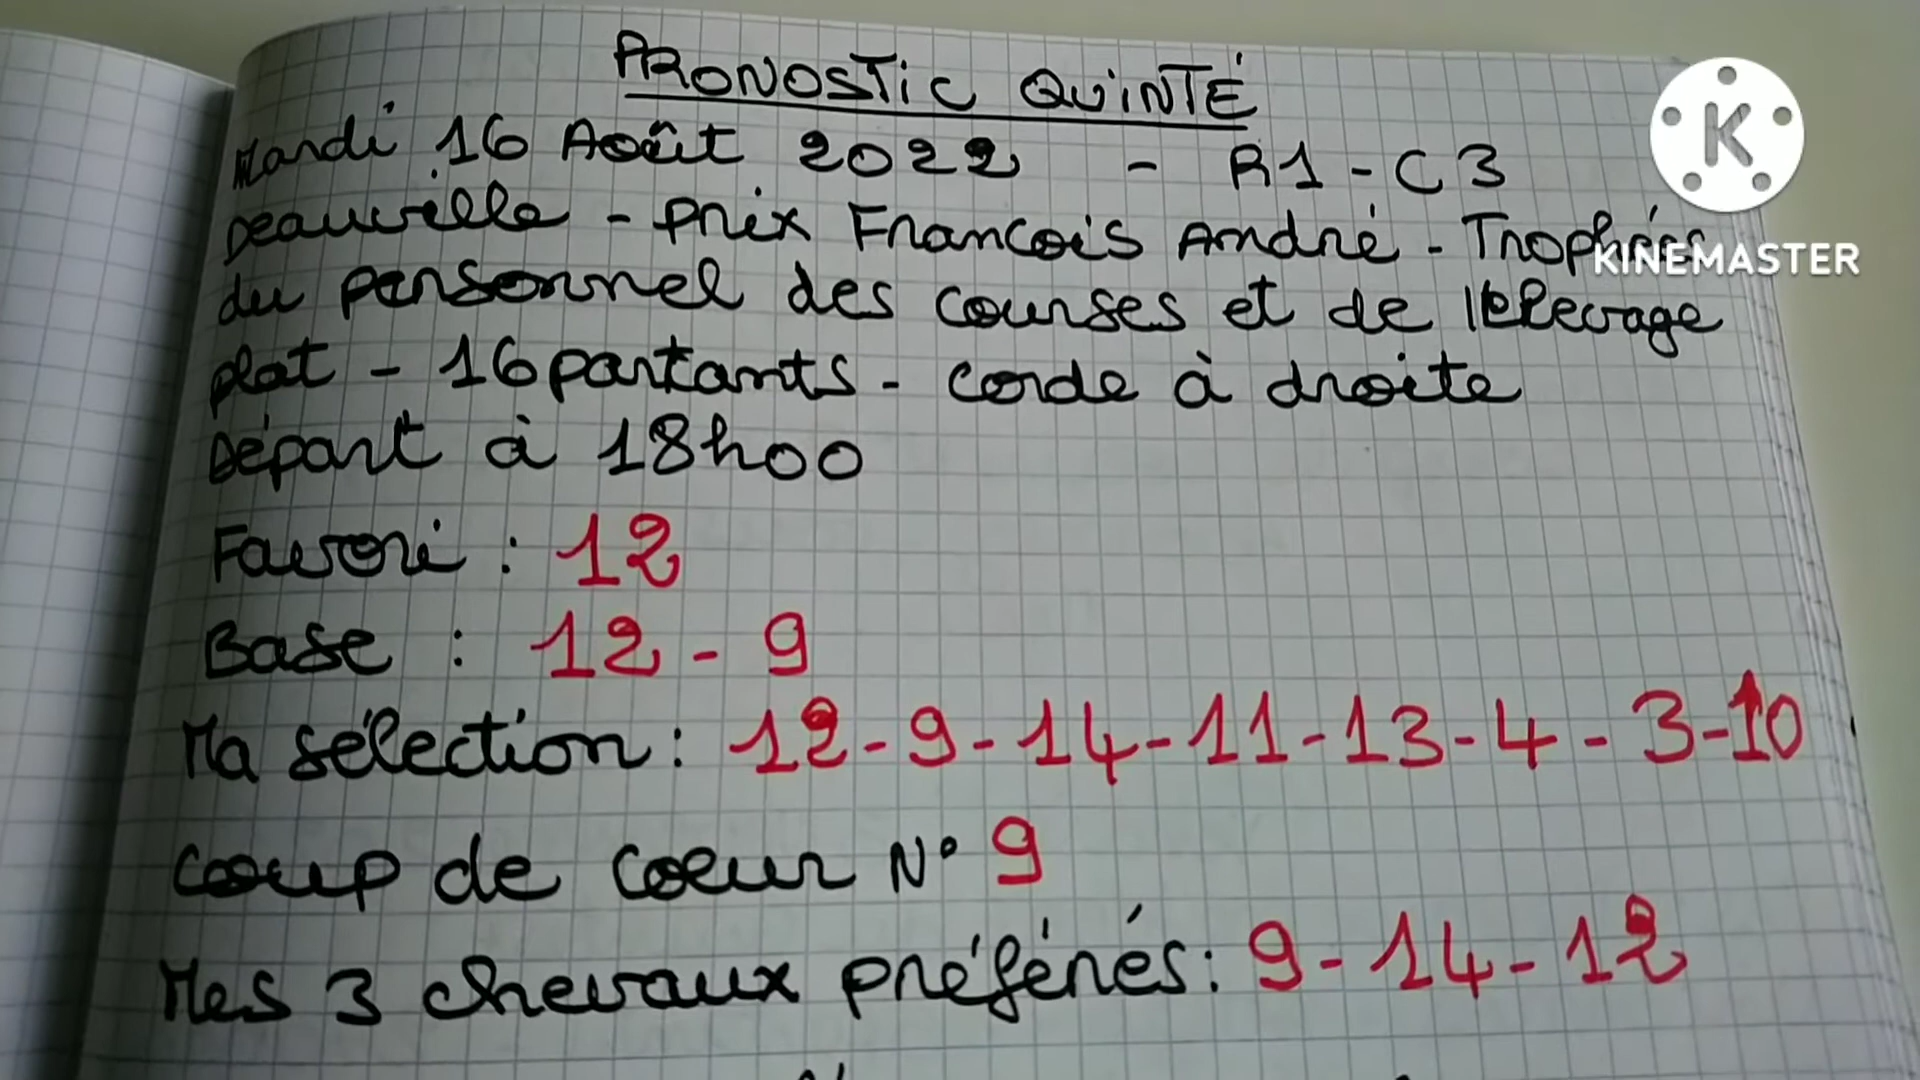 PRONOSTIC QUINTÉ
Mardi 16 Août 2022 - R1 - C3
Deauville - Prix François André - Trophées
du personnel des courses et de l'élevage
plat - 16 partants - corde à droite
Départ à 18h00
Favori : 12
Base : 12 - 9
Ma sélection : 12 - 9 - 14 - 11 - 13 - 4 - 3 - 10
Coup de coeur N° 9
Mes 3 chevaux préférés : 9 - 14 - 12
K
KINEMASTER